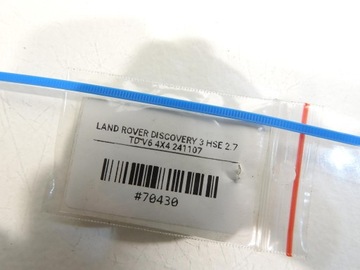 LAND ROVER DISCOVERY 3 HSE 2.7
TD V6 4X4 241107
#70430